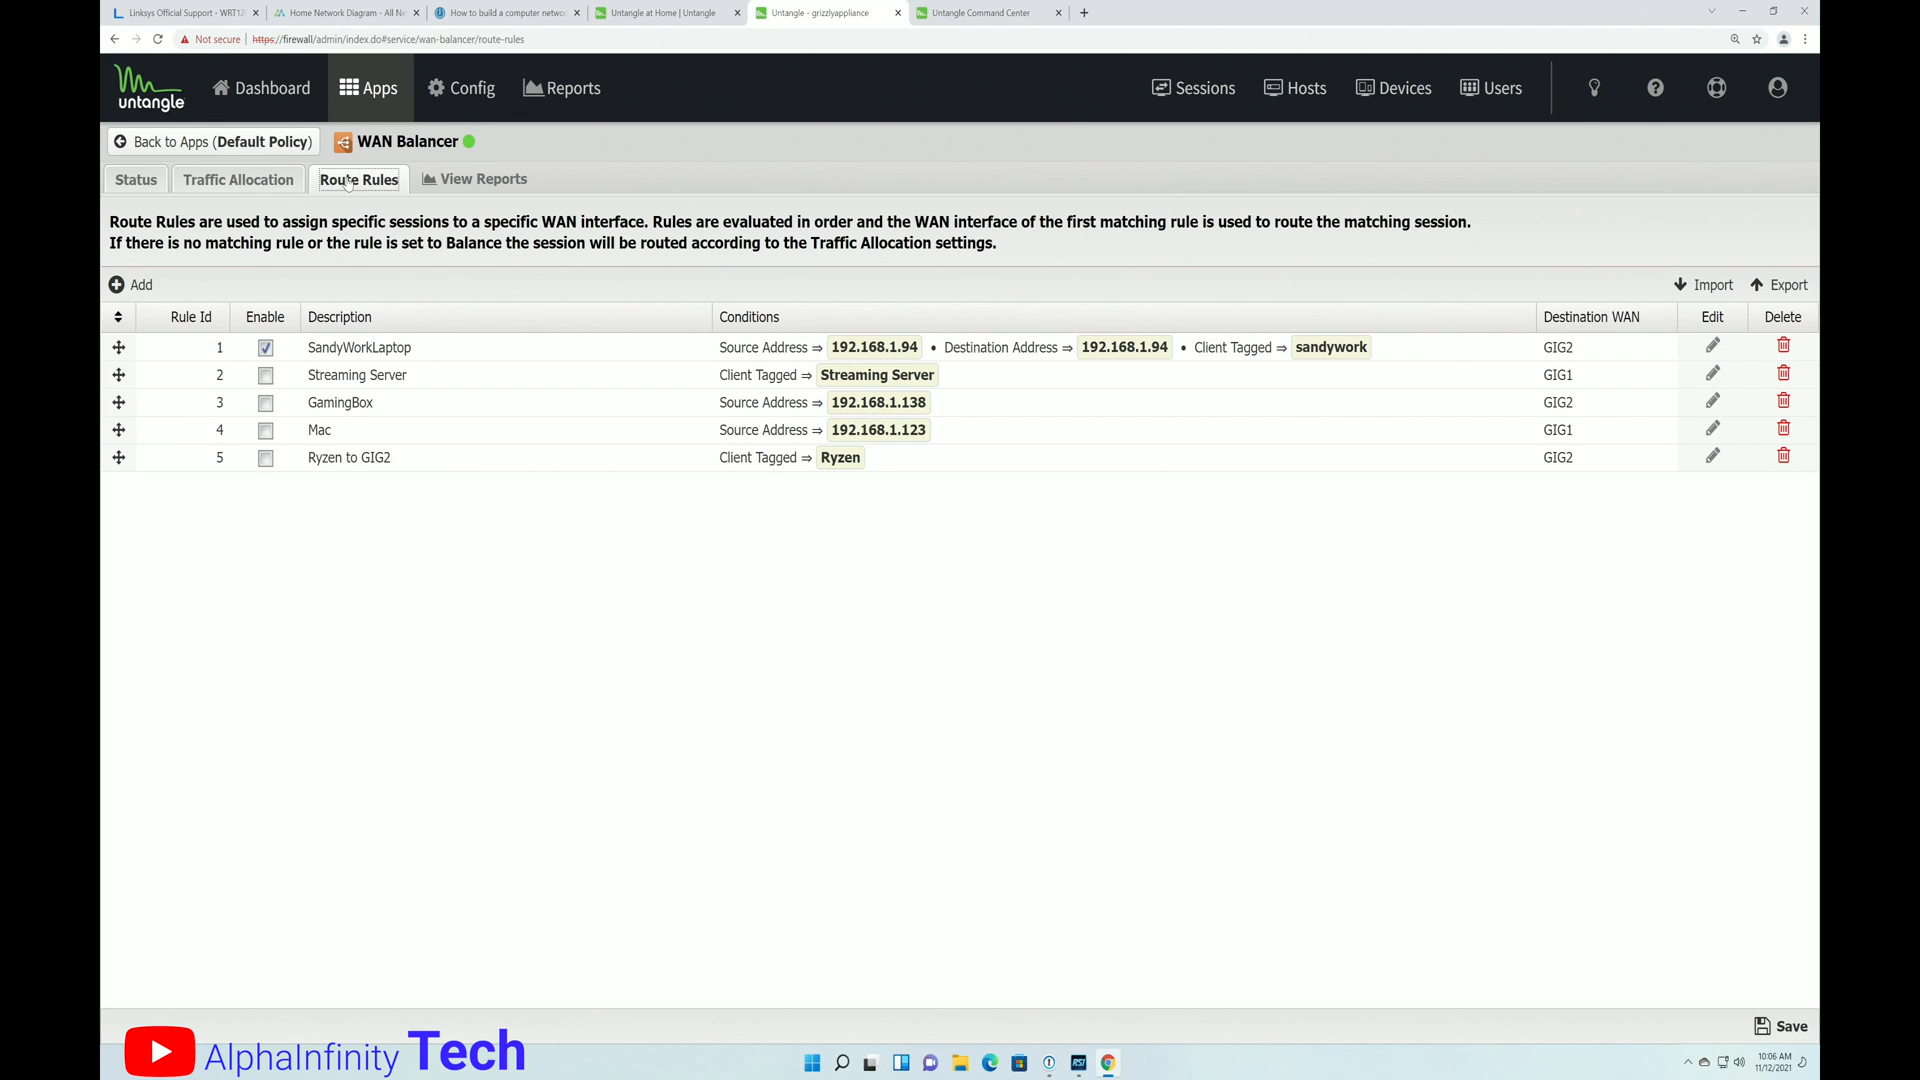 Linksys Official Support - WRT12
Home Network Diagram - All Ne
How to build a computer networ
Untangle at Home | Untangle
Untangle - grizzlyappliance
Untangle Command Center
Not secure | https://firewall/admin/index.do#service/wan-balancer/route-rules
untangle
Dashboard
Apps
Config
Reports
Sessions
Hosts
Devices
Users
Back to Apps (Default Policy)
WAN Balancer
Status
Traffic Allocation
Route Rules
View Reports
Route Rules are used to assign specific sessions to a specific WAN interface. Rules are evaluated in order and the WAN interface of the first matching rule is used to route the matching session.
If there is no matching rule or the rule is set to Balance the session will be routed according to the Traffic Allocation settings.
Add
Import
Export
Rule Id Enable Description Conditions Destination WAN Edit Delete
1 SandyWorkLaptop Source Address ⇒ 192.168.1.94 • Destination Address ⇒ 192.168.1.94 • Client Tagged ⇒ sandywork GIG2
2 Streaming Server Client Tagged ⇒ Streaming Server GIG1
3 GamingBox Source Address ⇒ 192.168.1.138 GIG2
4 Mac Source Address ⇒ 192.168.1.123 GIG1
5 Ryzen to GIG2 Client Tagged ⇒ Ryzen GIG2
Save
AlphaInfinity Tech
RSI
10:06 AM
11/12/2021